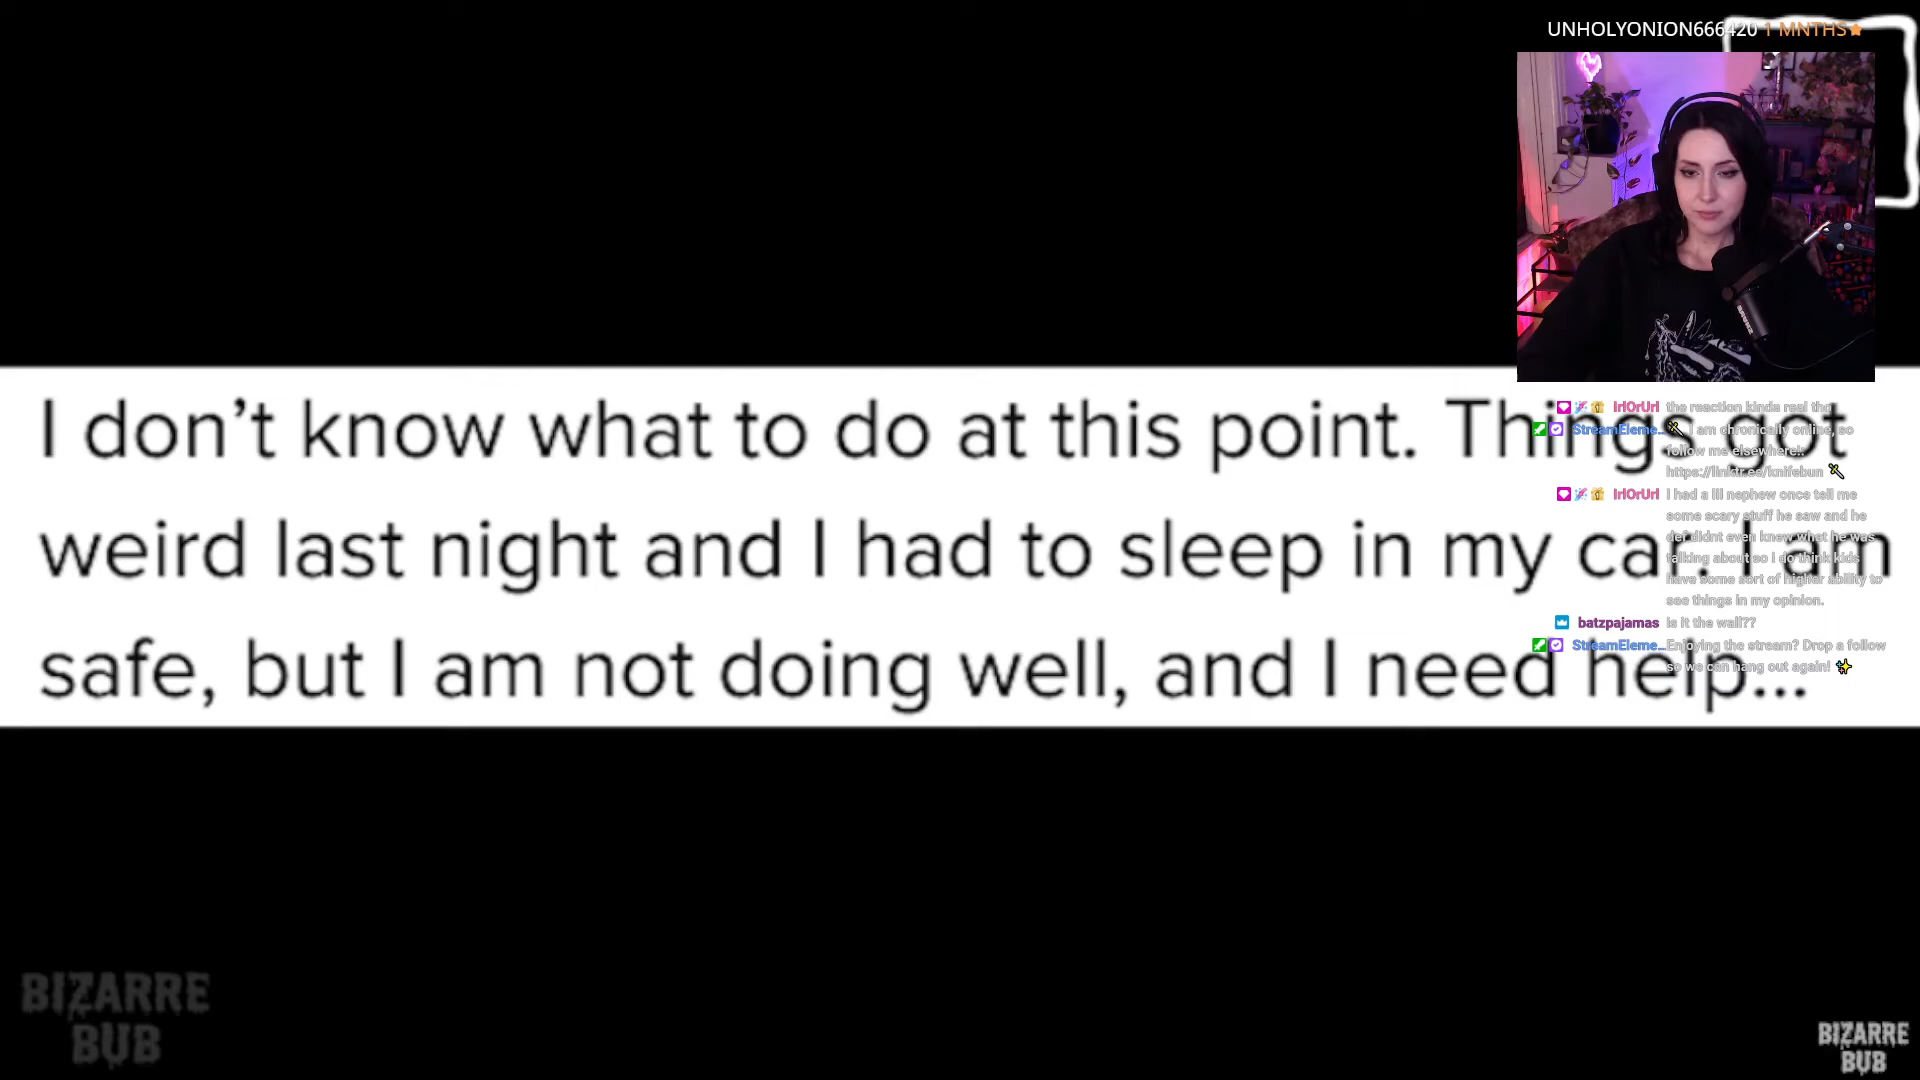 UNHOLYONION666420 1 MNTHS
I don’t know what to do at this point. Things got
weird last night and I had to sleep in my car. I am
safe, but I am not doing well, and I need help...
IrlOrUrl the reaction kinda real tho
StreamEleme... I am chronically online, so
follow me elsewhere!:
https://linktr.ee/knifebun
IrlOrUrl I had a lil nephew once tell me
some scary stuff he saw and he
def didnt even knew what he was
talking about so I do think kids
have some sort of higher ability to
see things in my opinion.
batzpajamas Is it the wall??
StreamEleme... Enjoying the stream? Drop a follow
so we can hang out again!
BIZARRE
BUB
BIZARRE
BUB